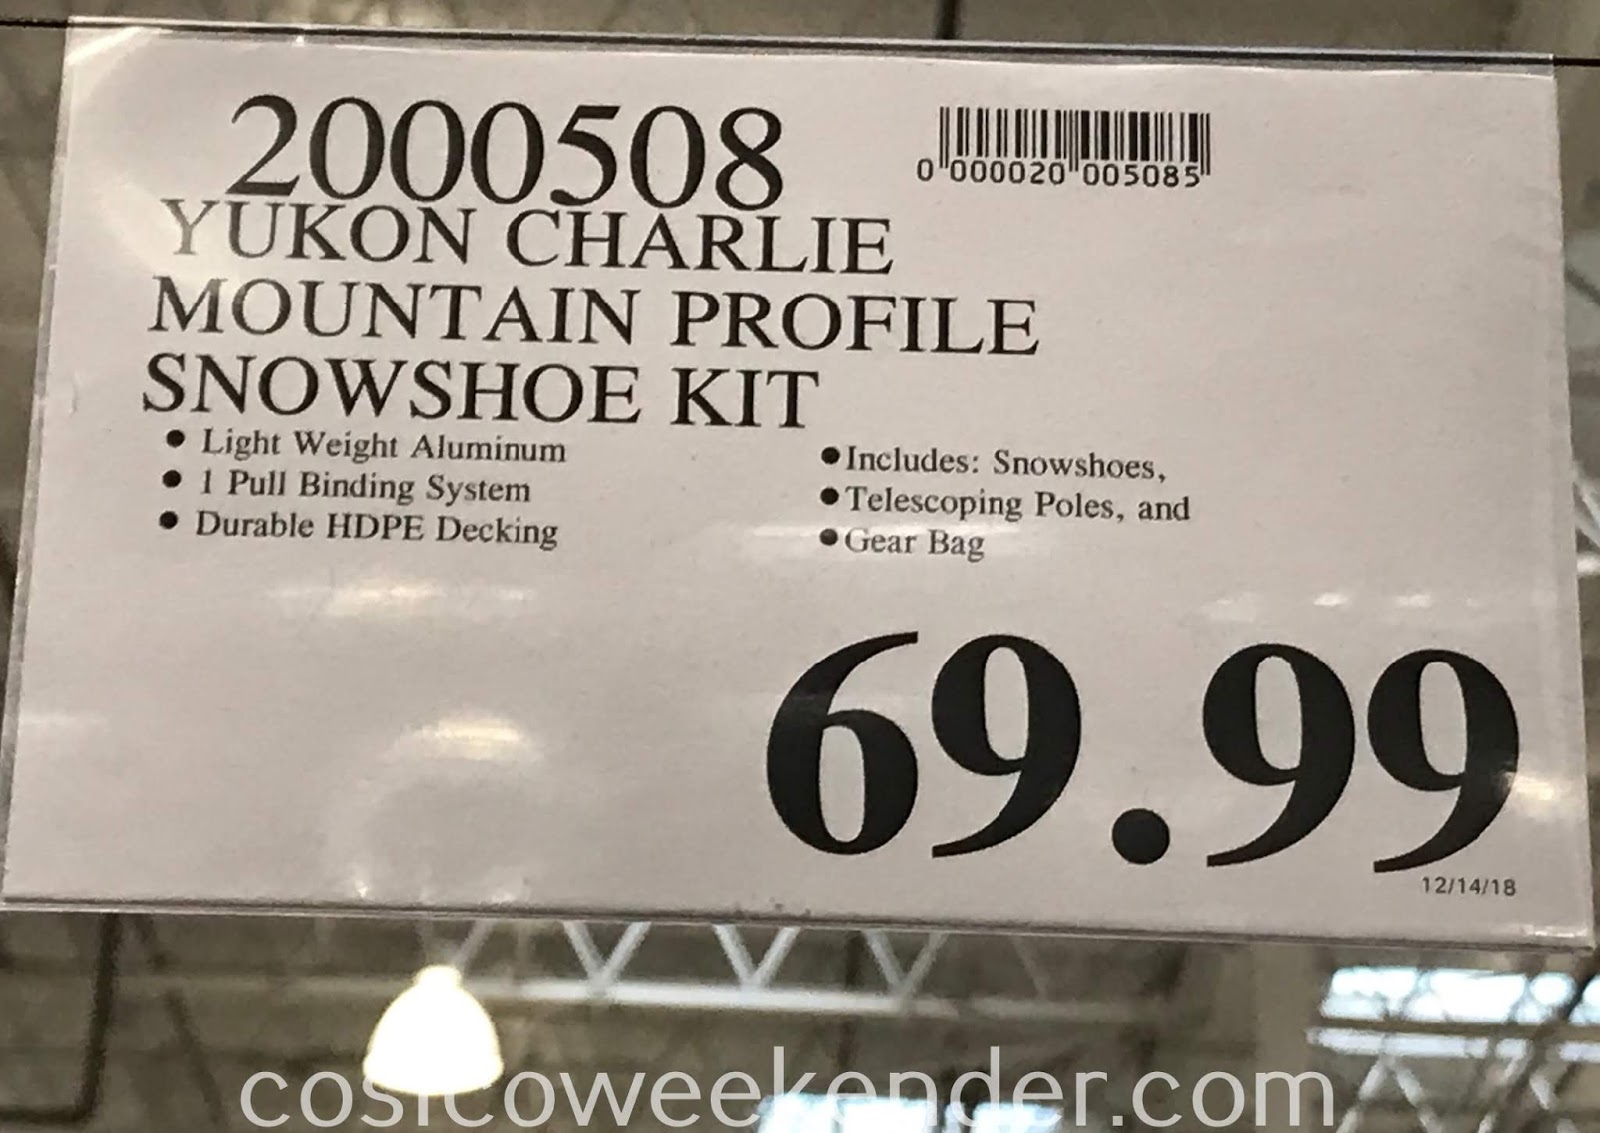 2000508
0 000020 005085
YUKON CHARLIE
MOUNTAIN PROFILE
SNOWSHOE KIT
• Light Weight Aluminum
• 1 Pull Binding System
• Durable HDPE Decking
• Includes: Snowshoes,
• Telescoping Poles, and
• Gear Bag
69.99
12/14/18
costcoweekender.com